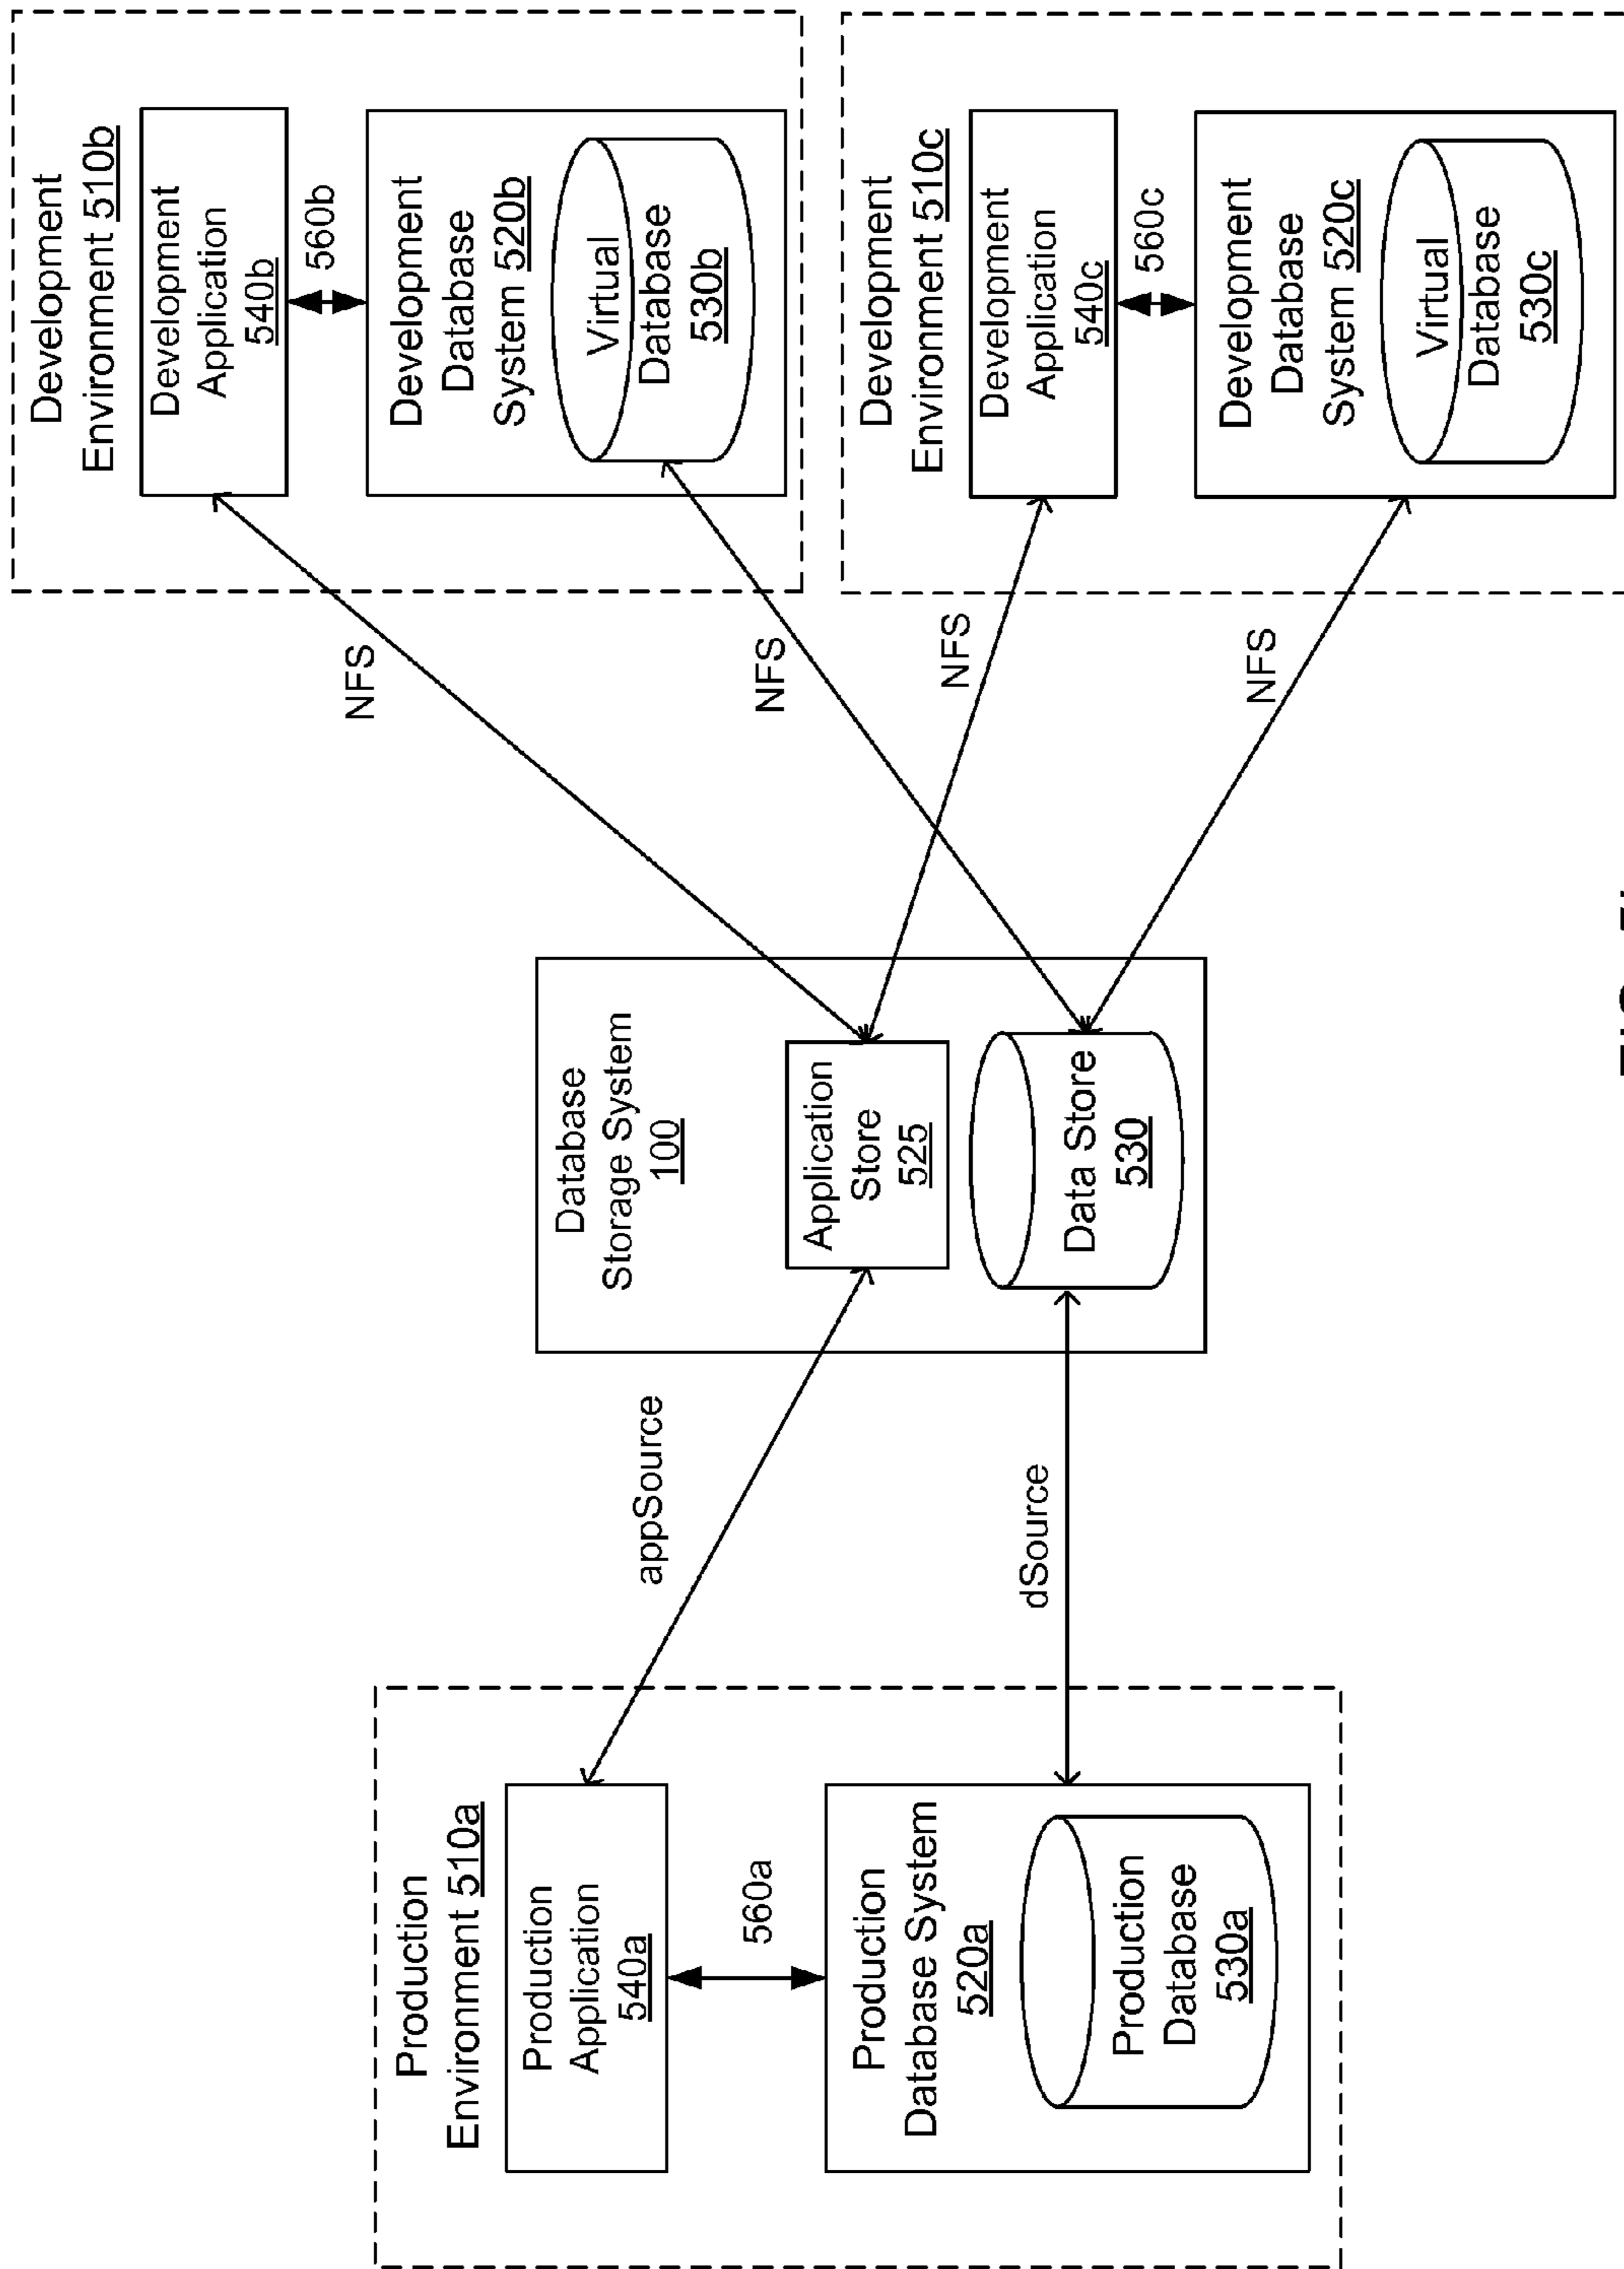 Production
Environment 510a
Production
Application
540a
560a
Production
Database System
520a
Production
Database
530a
appSource
dSource
Database
Storage System
100
Application
Store
525
Data Store
530
NFS
NFS
NFS
NFS
Development
Environment 510b
Development
Application
540b
560b
Development
Database
System 520b
Virtual
Database
530b
Development
Environment 510c
Development
Application
540c
560c
Development
Database
System 520c
Virtual
Database
530c